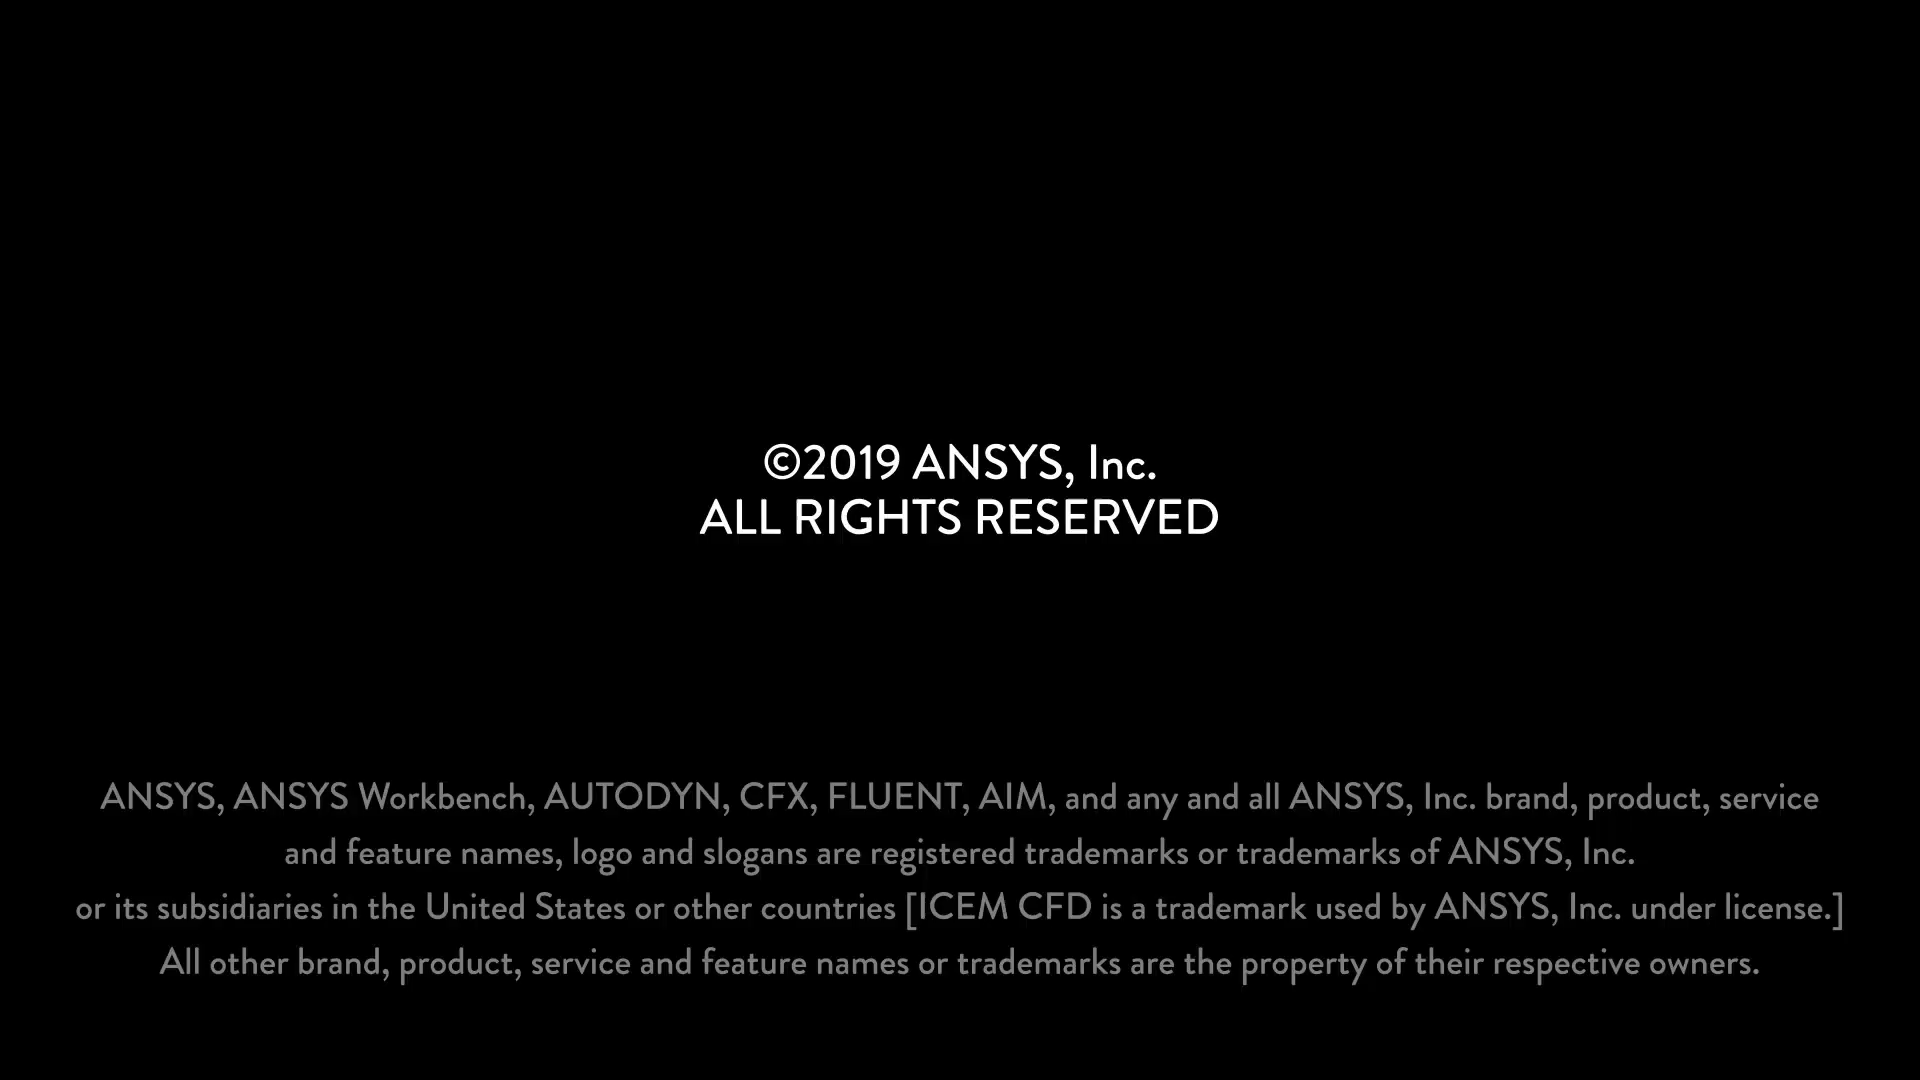 ©2019 ANSYS, Inc.
ALL RIGHTS RESERVED
ANSYS, ANSYS Workbench, AUTODYN, CFX, FLUENT, AIM, and any and all ANSYS, Inc. brand, product, service
and feature names, logo and slogans are registered trademarks or trademarks of ANSYS, Inc.
or its subsidiaries in the United States or other countries [ICEM CFD is a trademark used by ANSYS, Inc. under license.]
All other brand, product, service and feature names or trademarks are the property of their respective owners.